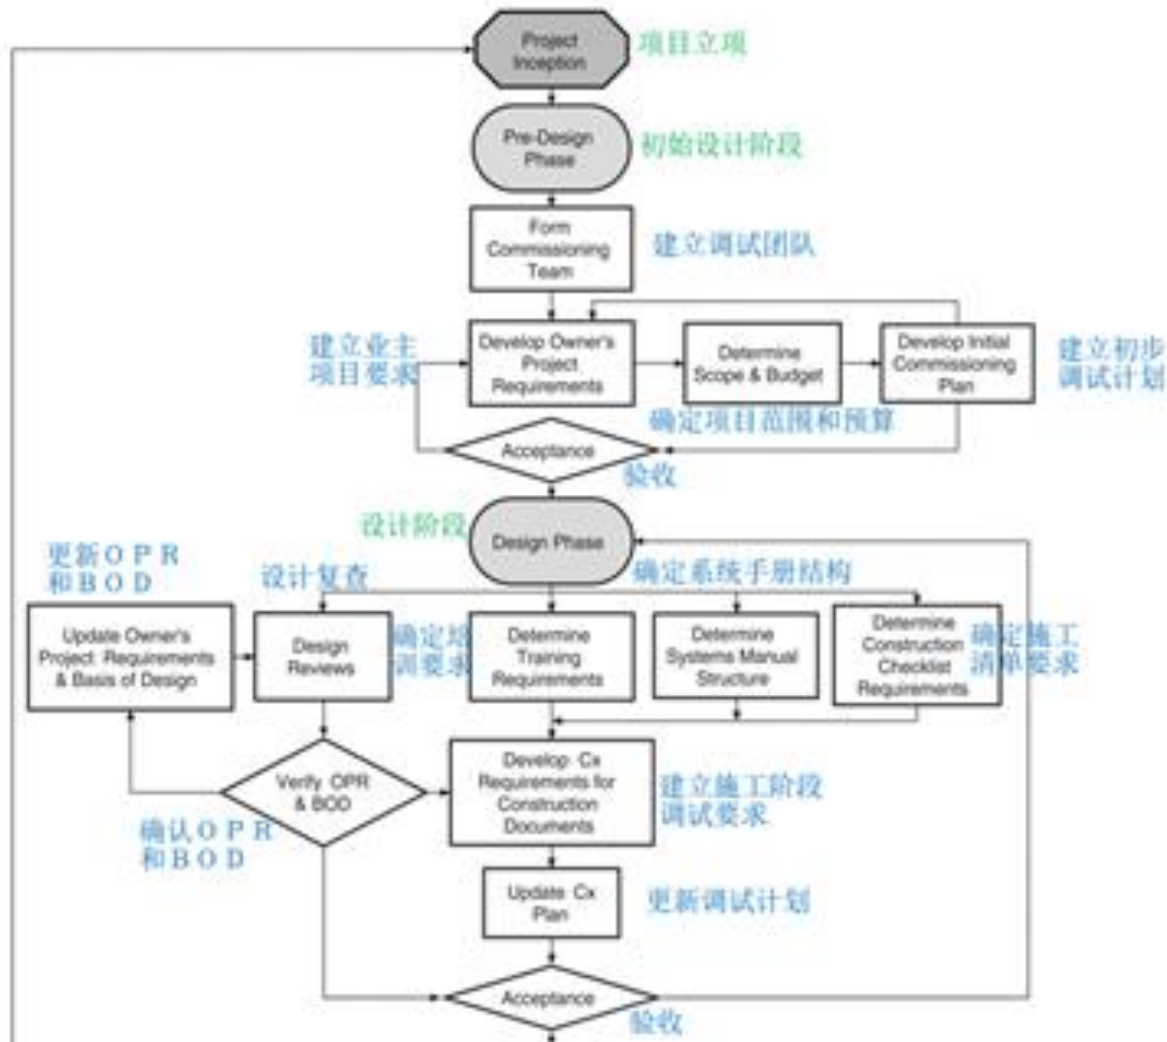 Project
Inception
项目立项
Pre-Design
Phase
初始设计阶段
Form
Commissioning
Team
建立调试团队
建立业主
项目要求
Develop Owner's
Project
Requirements
Determine
Scope & Budget
Develop Initial
Commissioning
Plan
建立初步
调试计划
确定项目范围和预算
Acceptance
验收
设计阶段
Design Phase
更新OPR
和BOD
设计复查
确定系统手册结构
Update Owner's
Project Requirements
& Basis of Design
Design
Reviews
确定培
训要求
Determine
Training
Requirements
Determine
Systems Manual
Structure
Determine
Construction
Checklist
Requirements
确定施工
清单要求
Verify OPR
& BOD
确认OPR
和BOD
Develop Cx
Requirements for
Construction
Documents
建立施工阶段
调试要求
Update Cx
Plan
更新调试计划
Acceptance
验收